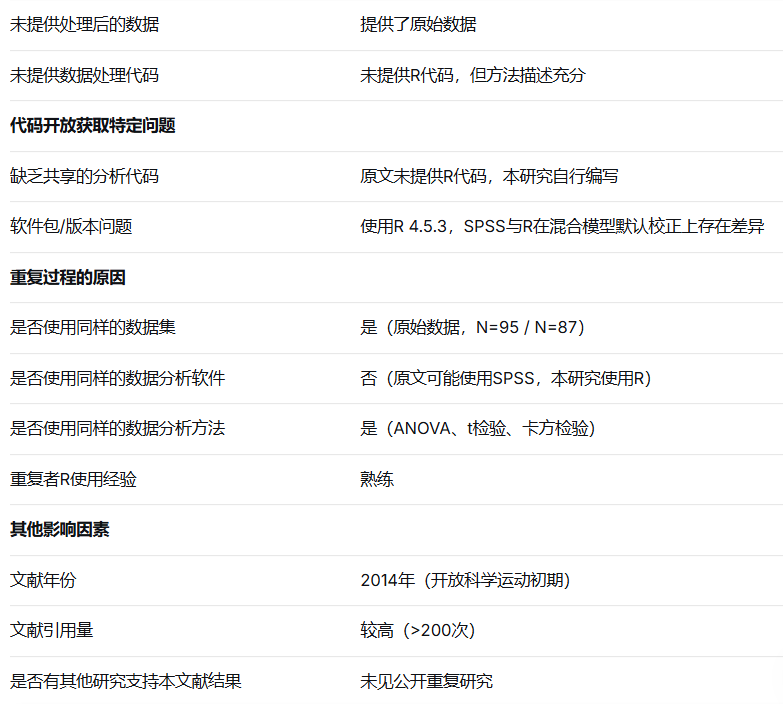 未提供处理后的数据 提供了原始数据
未提供数据处理代码 未提供R代码，但方法描述充分
代码开放获取特定问题
缺乏共享的分析代码 原文未提供R代码，本研究自行编写
软件包/版本问题 使用R 4.5.3，SPSS与R在混合模型默认校正上存在差异
重复过程的原因
是否使用同样的数据集 是（原始数据，N=95 / N=87）
是否使用同样的数据分析软件 否（原文可能使用SPSS，本研究使用R）
是否使用同样的数据分析方法 是（ANOVA、t检验、卡方检验）
重复者R使用经验 熟练
其他影响因素
文献年份 2014年（开放科学运动初期）
文献引用量 较高（>200次）
是否有其他研究支持本文献结果 未见公开重复研究